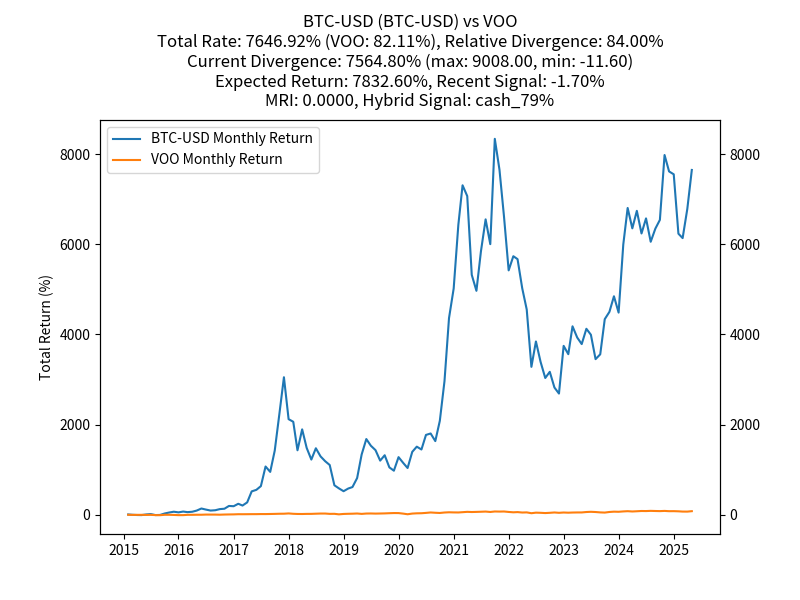 BTC-USD (BTC-USD) vs VOO
Total Rate: 7646.92% (VOO: 82.11%), Relative Divergence: 84.00%
Current Divergence: 7564.80% (max: 9008.00, min: -11.60)
Expected Return: 7832.60%, Recent Signal: -1.70%
MRI: 0.0000, Hybrid Signal: cash_79%
BTC-USD Monthly Return
VOO Monthly Return
Total Return (%)
8000
6000
4000
2000
0
8000
6000
4000
2000
0
2015 2016 2017 2018 2019 2020 2021 2022 2023 2024 2025